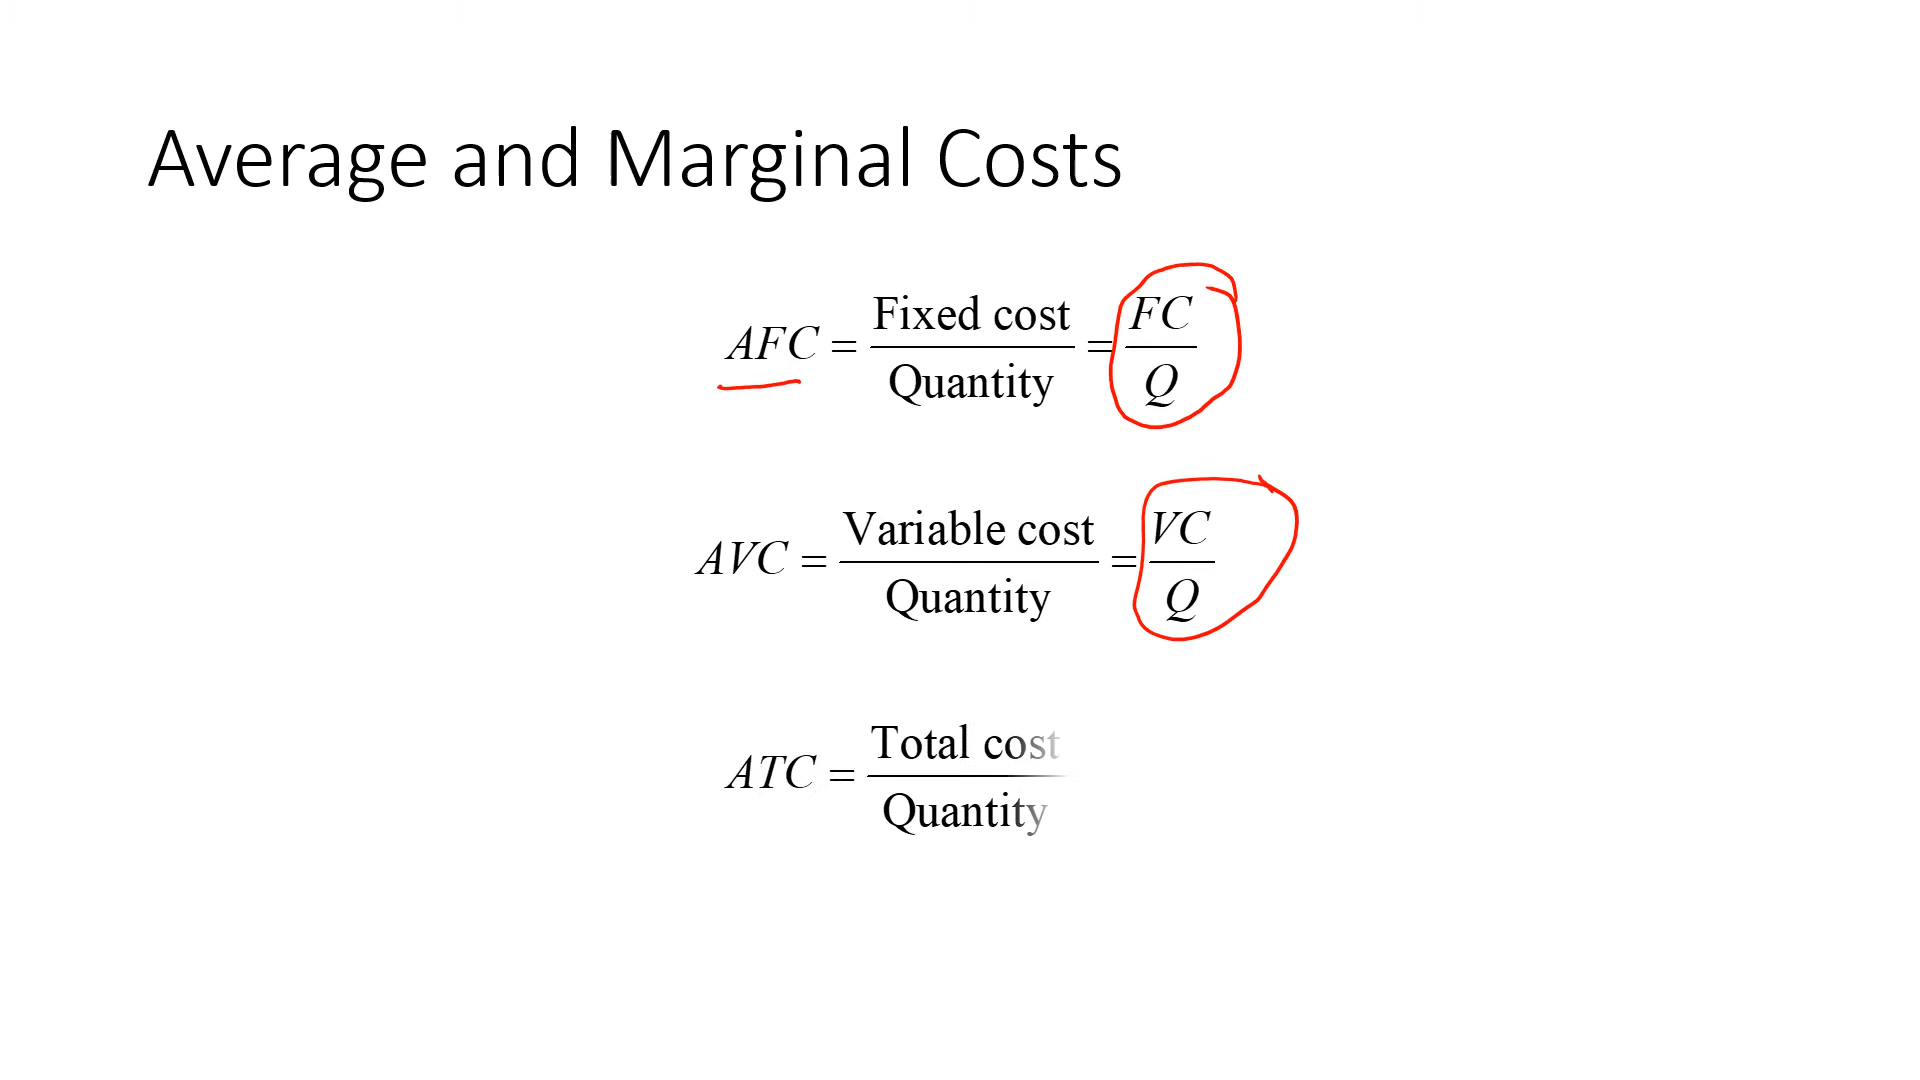 Average and Marginal Costs
AFC = Fixed cost / Quantity = FC / Q
AVC = Variable cost / Quantity = VC / Q
ATC = Total cost / Quantity